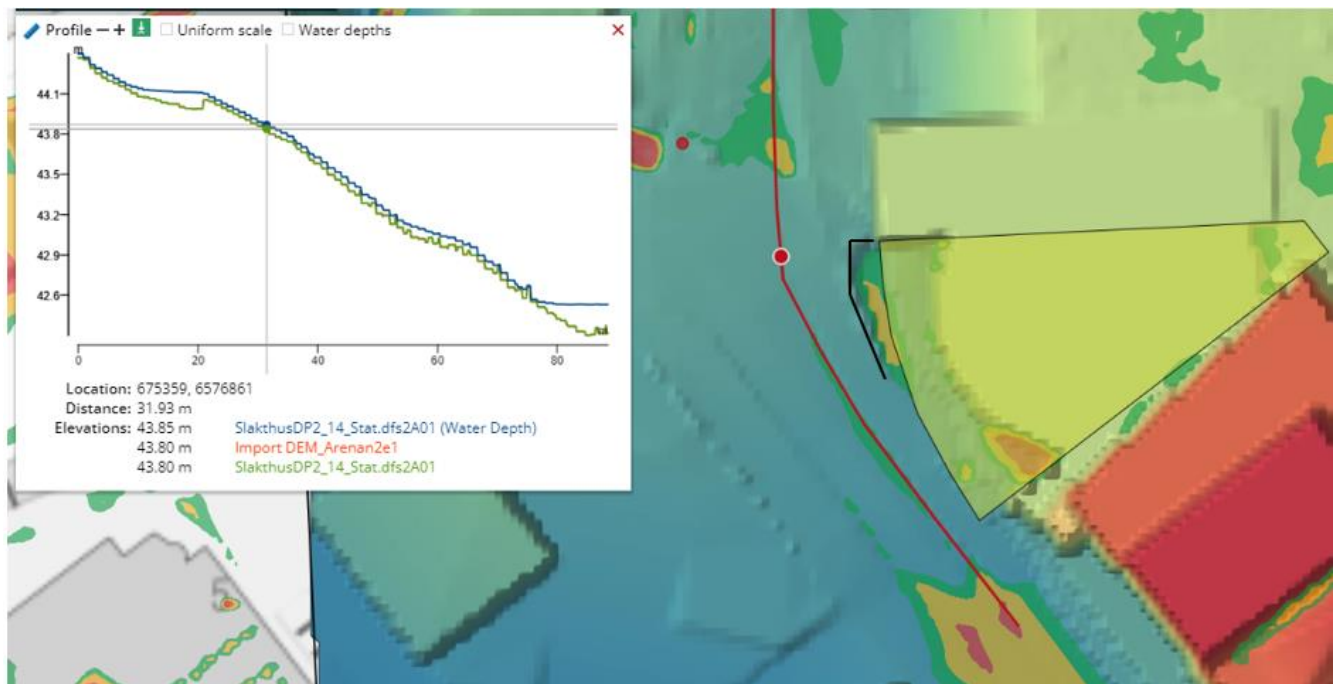 Profile — + Uniform scale Water depths ×
m
44.1
43.8
43.5
43.2
42.9
42.6
0 20 40 60 80
Location: 675359, 6576861
Distance: 31.93 m
Elevations: 43.85 m SlakthusDP2_14_Stat.dfs2A01 (Water Depth)
43.80 m Import DEM_Arenan2e1
43.80 m SlakthusDP2_14_Stat.dfs2A01
5